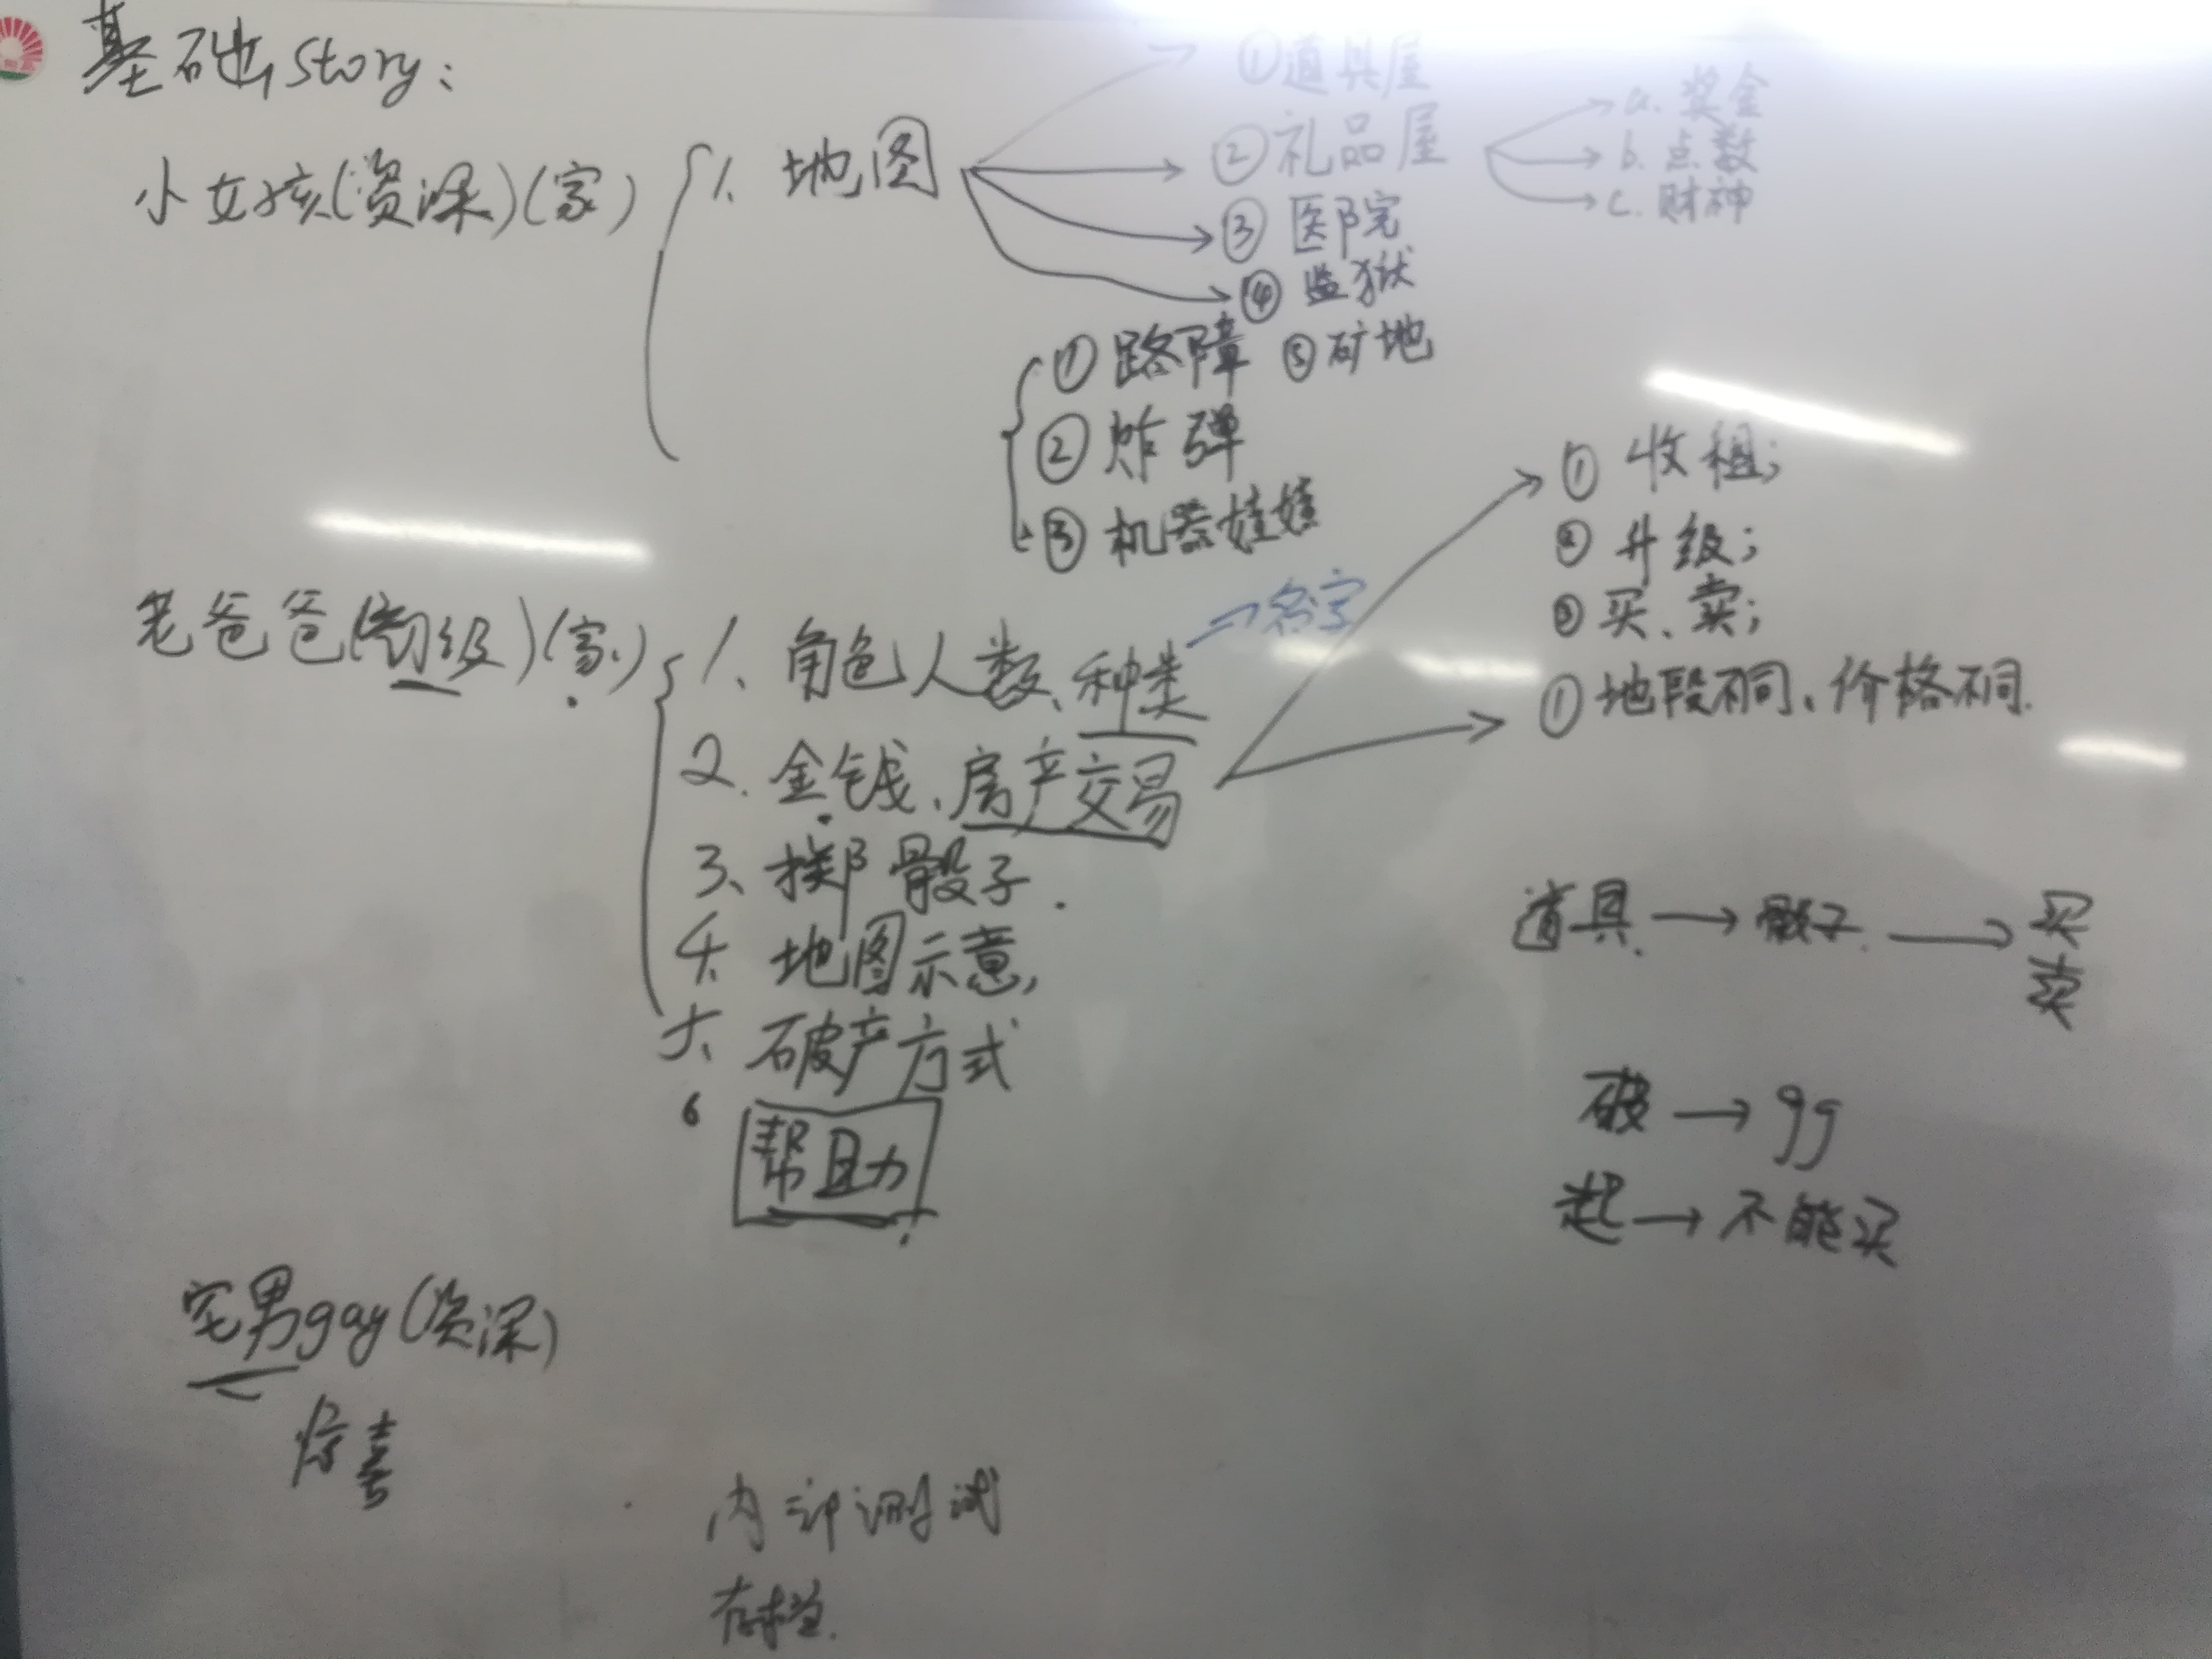 基础story：
小女孩(资深)(家)
1. 地图
①道具屋
②礼品屋
a. 奖金
b. 点数
c. 财神
③医院
④监狱
⑤矿地
①路障
②炸弹
③机器娃娃
老爸爸(初级)(家)
1、角色人数、种类
→名字
2. 金钱、房产交易
①收租;
②升级;
③买、卖;
①地段不同、价格不同.
3、掷骰子.
4. 地图示意,
5、破产方式
6
帮助
道具→骰子→买卖
破→gg
起→不能买
宅男gay(资深)
惊喜
内评测试
存档.